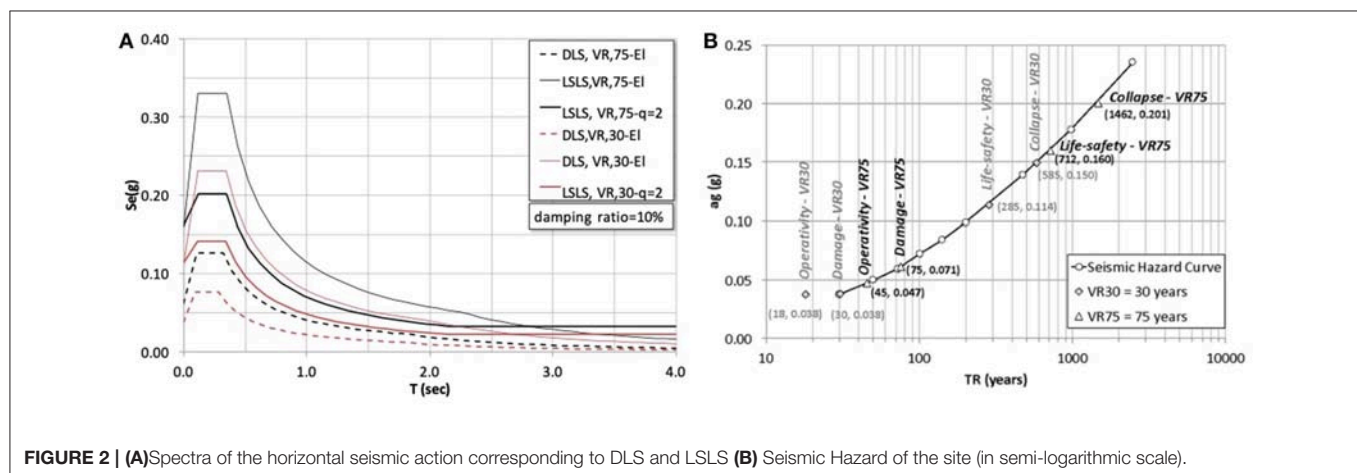 A
0.40
0.30
0.20
0.10
0.00
Se(g)
0.0
1.0
2.0
3.0
4.0
T (sec)
DLS, VR,75-El
LSLS,VR,75-El
LSLS, VR,75-q=2
DLS,VR,30-El
DLS, VR,30-El
LSLS, VR,30-q=2
damping ratio=10%
B
0.25
0.20
0.15
0.10
0.05
0.00
ag (g)
10
100
1000
10000
TR (years)
Operativity - VR30
Damage - VR30
Operativity - VR75
Damage - VR75
Life-safety - VR30
Collapse - VR30
Collapse - VR75
(1462, 0.201)
Life-safety - VR75
(712, 0.160)
(585, 0.150)
(285, 0.114)
(75, 0.071)
(45, 0.047)
(18, 0.038)
(30, 0.038)
Seismic Hazard Curve
VR30 = 30 years
VR75 = 75 years
FIGURE 2 | (A)Spectra of the horizontal seismic action corresponding to DLS and LSLS (B) Seismic Hazard of the site (in semi-logarithmic scale).